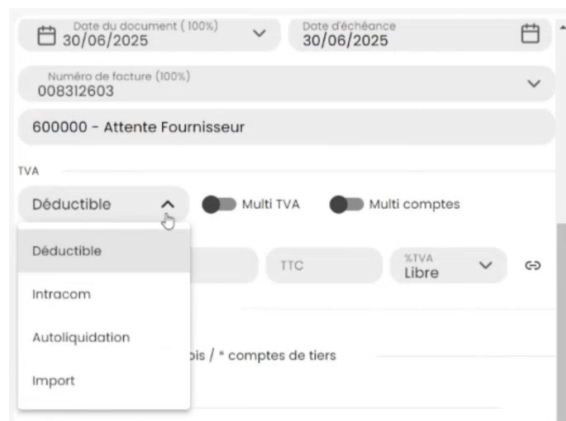 Date du document (100%)
30/06/2025
Date d'échéance
30/06/2025
Numéro de facture (100%)
008312603
600000 - Attente Fournisseur
TVA
Déductible
Multi TVA
Multi comptes
Déductible
Intracom
Autoliquidation
Import
TTC
%TVA
Libre
/ * comptes de tiers